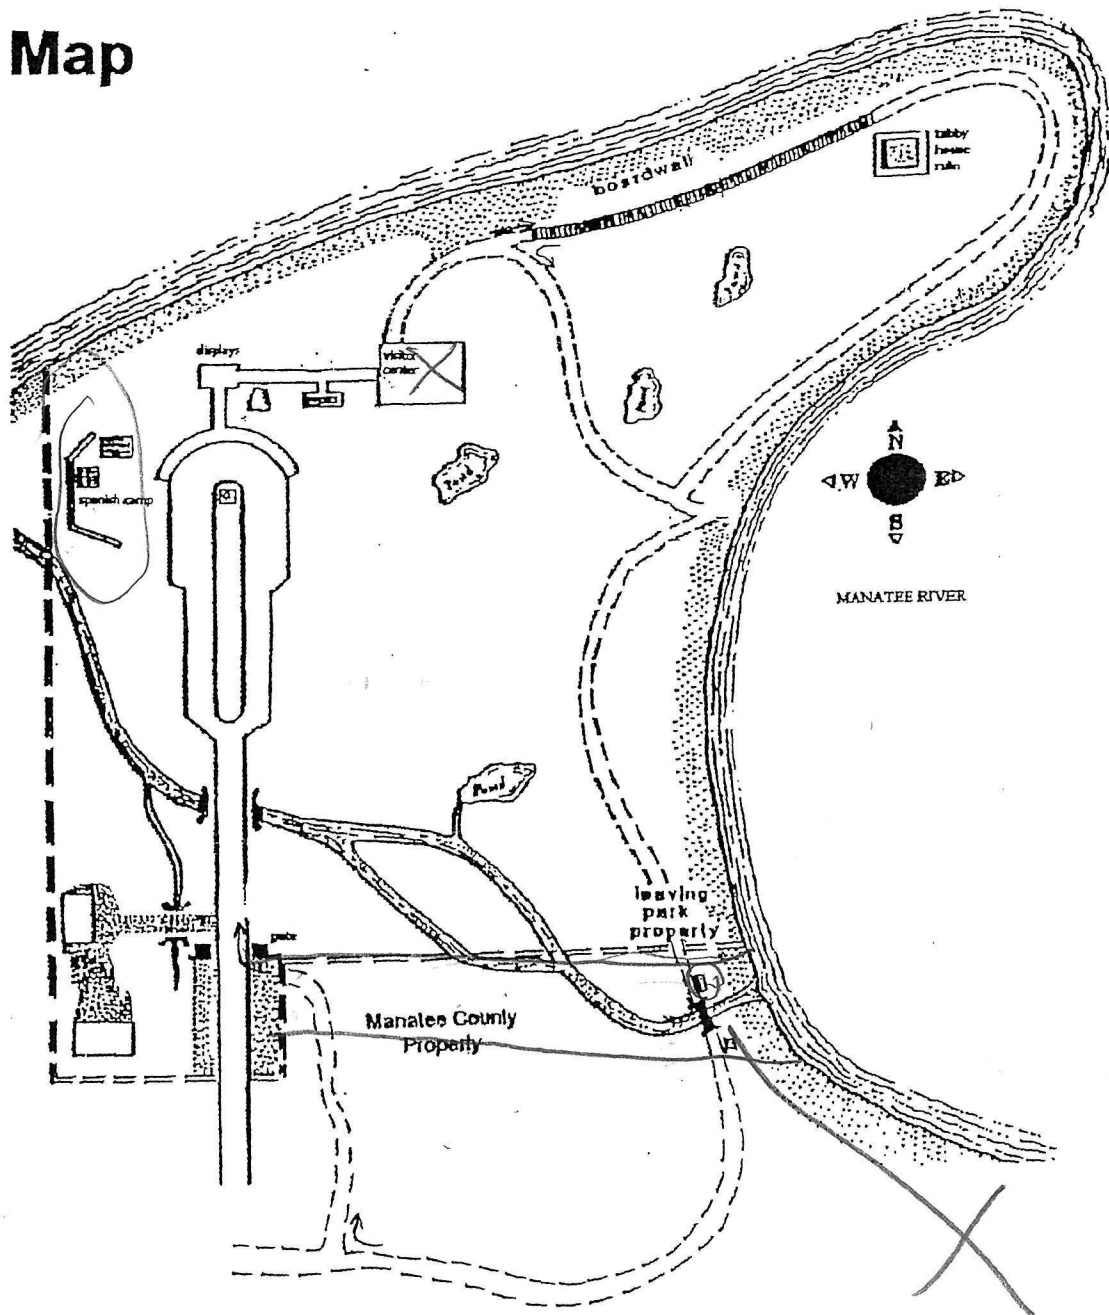 Map
tabby
house
ruin
boardwalk
displays
visitor
center
Pond
Pond
spanish camp
N
W
E
S
MANATEE RIVER
Pond
leaving
park
property
gate
Manatee County
Property